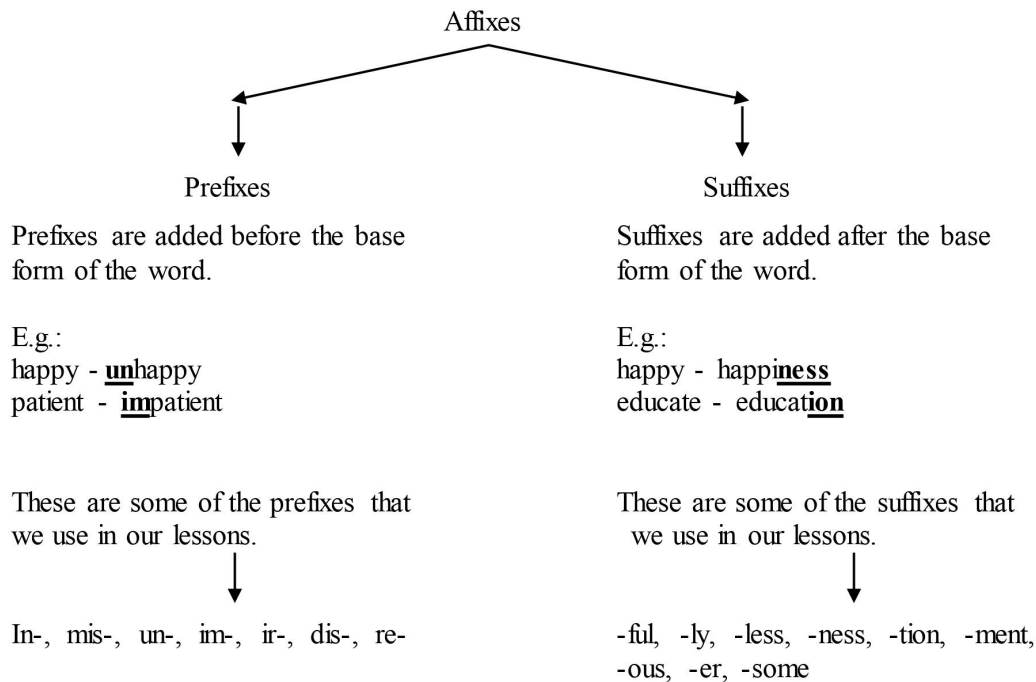 Affixes
Prefixes
Prefixes are added before the base
form of the word.
E.g.:
happy - unhappy
patient - impatient
These are some of the prefixes that
we use in our lessons.
In-, mis-, un-, im-, ir-, dis-, re-
Suffixes
Suffixes are added after the base
form of the word.
E.g.:
happy - happiness
educate - education
These are some of the suffixes that
we use in our lessons.
-ful, -ly, -less, -ness, -tion, -ment,
-ous, -er, -some